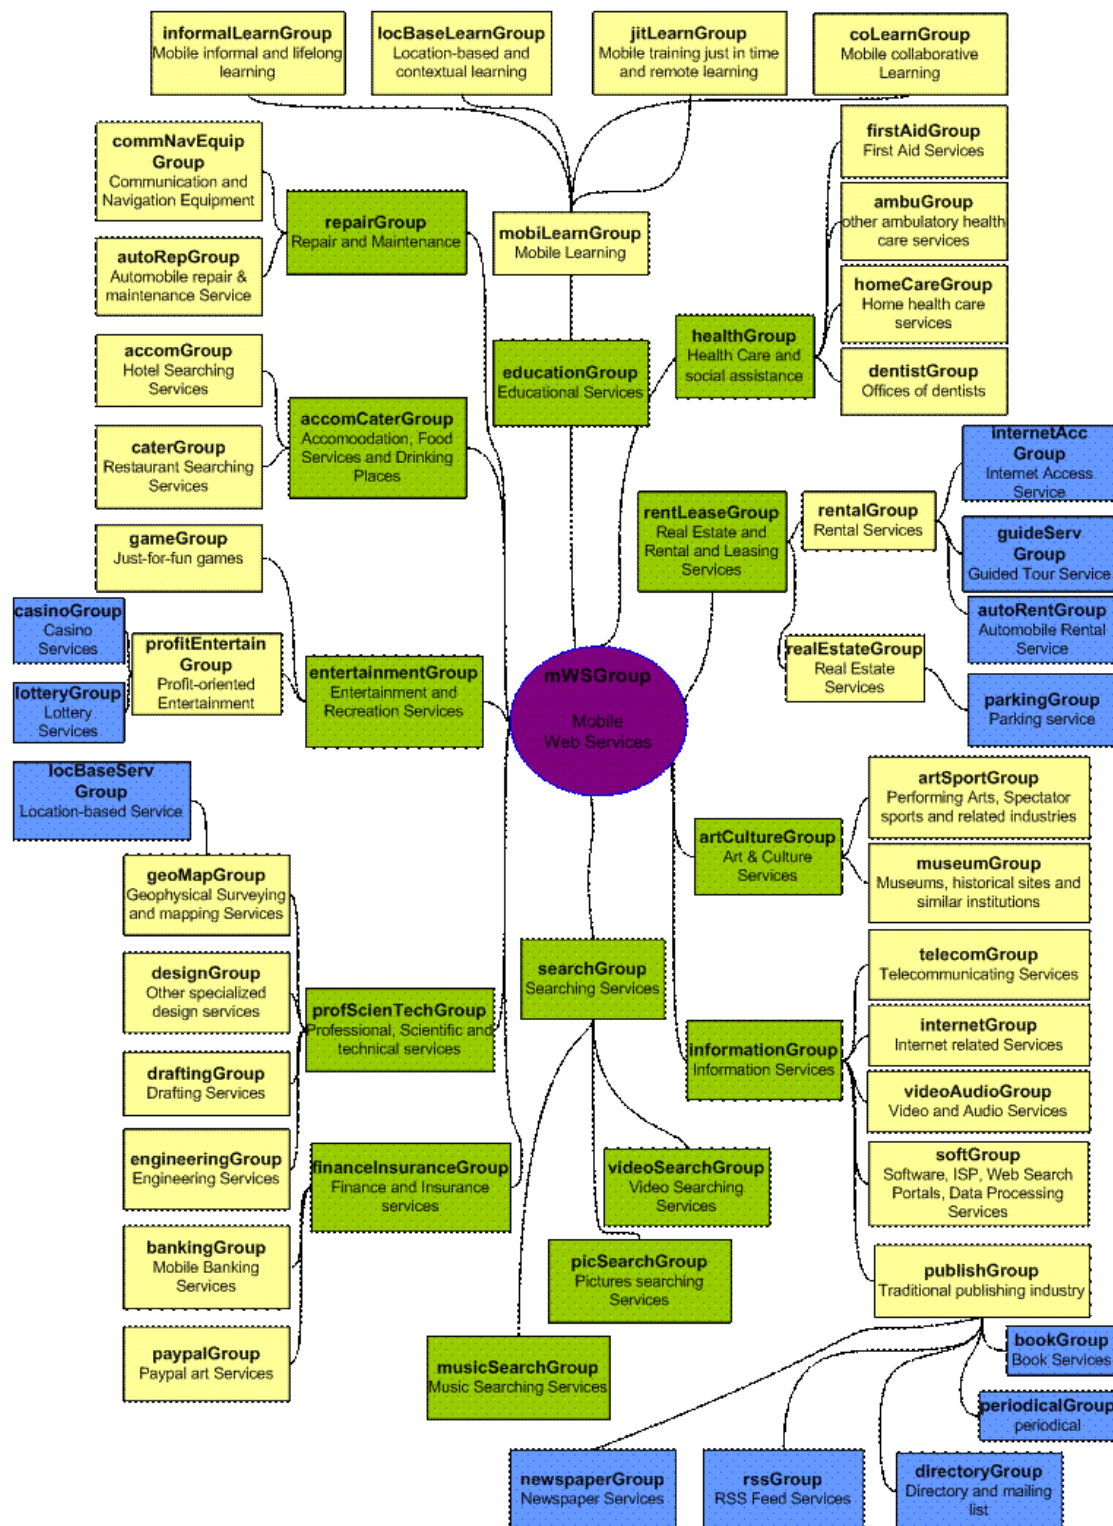 informalLearnGroup
Mobile informal and lifelong
learning
locBaseLearnGroup
Location-based and
contextual learning
jitLearnGroup
Mobile training just in time
and remote learning
coLearnGroup
Mobile collaborative
Learning
commNavEquip
Group
Communication and
Navigation Equipment
autoRepGroup
Automobile repair &
maintenance Service
repairGroup
Repair and Maintenance
mobiLearnGroup
Mobile Learning
firstAidGroup
First Aid Services
ambuGroup
other ambulatory health
care services
homeCareGroup
Home health care
services
dentistGroup
Offices of dentists
healthGroup
Health Care and
social assistance
educationGroup
Educational Services
accomGroup
Hotel Searching
Services
caterGroup
Restaurant Searching
Services
accomCaterGroup
Accomoodation, Food
Services and Drinking
Places
rentLeaseGroup
Real Estate and
Rental and Leasing
Services
rentalGroup
Rental Services
internetAcc
Group
Internet Access
Service
guideServ
Group
Guided Tour Service
autoRentGroup
Automobile Rental
Service
realEstateGroup
Real Estate
Services
parkingGroup
Parking service
gameGroup
Just-for-fun games
casinoGroup
Casino
Services
lotteryGroup
Lottery
Services
profitEntertain
Group
Profit-oriented
Entertainment
entertainmentGroup
Entertainment and
Recreation Services
mWSGroup
Mobile
Web Services
locBaseServ
Group
Location-based Service
geoMapGroup
Geophysical Surveying
and mapping Services
designGroup
Other specialized
design services
draftingGroup
Drafting Services
engineeringGroup
Engineering Services
profScienTechGroup
Professional, Scientific and
technical services
artCultureGroup
Art & Culture
Services
artSportGroup
Performing Arts, Spectator
sports and related industries
museumGroup
Museums, historical sites and
similar institutions
searchGroup
Searching Services
informationGroup
Information Services
telecomGroup
Telecommunicating Services
internetGroup
Internet related Services
videoAudioGroup
Video and Audio Services
softGroup
Software, ISP, Web Search
Portals, Data Processing
Services
publishGroup
Traditional publishing industry
financeInsuranceGroup
Finance and Insurance
services
bankingGroup
Mobile Banking
Services
paypalGroup
Paypal art Services
videoSearchGroup
Video Searching
Services
picSearchGroup
Pictures searching
Services
musicSearchGroup
Music Searching Services
bookGroup
Book Services
periodicalGroup
periodical
newspaperGroup
Newspaper Services
rssGroup
RSS Feed Services
directoryGroup
Directory and mailing
list